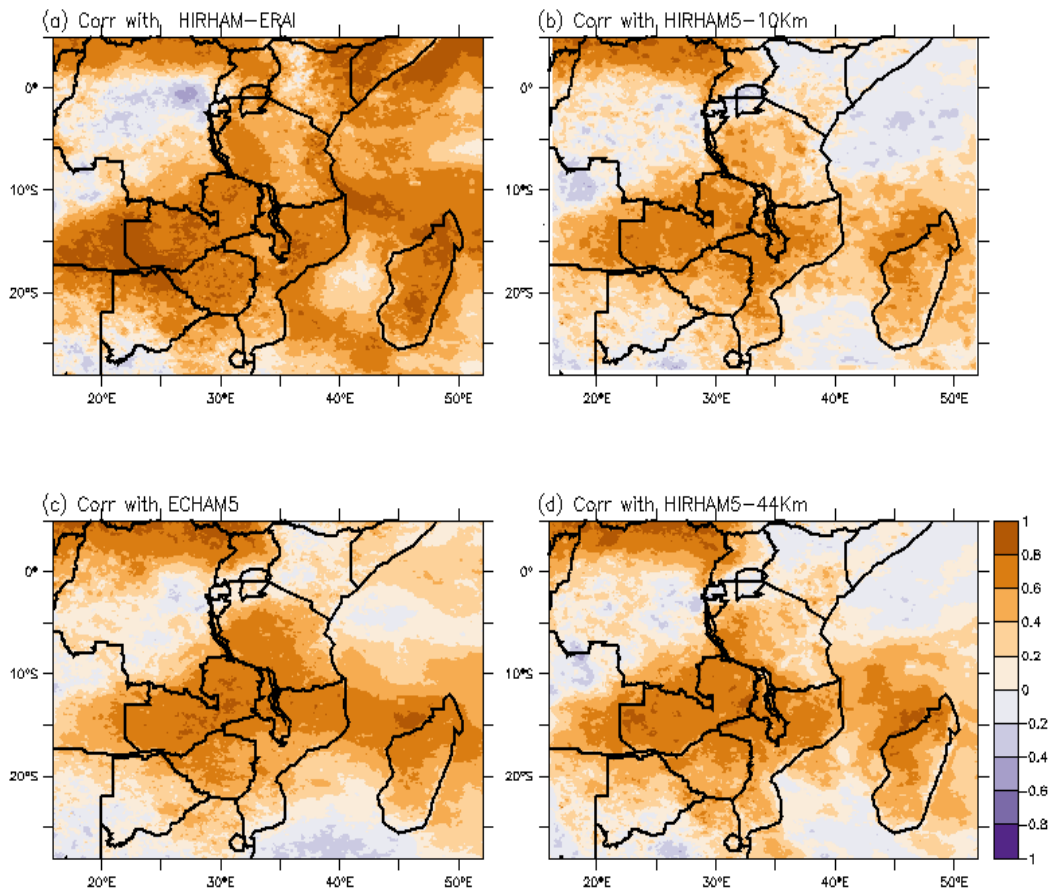 (a) Corr with HIRHAM-ERAI
(b) Corr with HIRHAM5-10Km
0°
10°S
20°S
20°E 30°E 40°E 50°E
0°
10°S
20°S
20°E 30°E 40°E 50°E
(c) Corr with ECHAM5
(d) Corr with HIRHAM5-44Km
0°
10°S
20°S
20°E 30°E 40°E 50°E
0°
10°S
20°S
20°E 30°E 40°E 50°E
1
0.8
0.6
0.4
0.2
0
-0.2
-0.4
-0.6
-0.8
-1